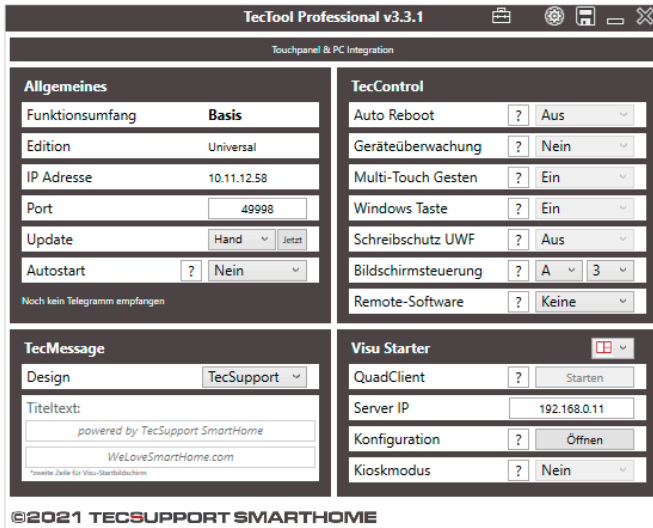 TecTool Professional v3.3.1
Touchpanel & PC Integration
Allgemeines
Funktionsumfang Basis
Edition Universal
IP Adresse 10.11.12.58
Port 49998
Update Hand Jetzt
Autostart ? Nein
Noch kein Telegramm empfangen
TecControl
Auto Reboot ? Aus
Geräteüberwachung ? Nein
Multi-Touch Gesten ? Ein
Windows Taste ? Ein
Schreibschutz UWF ? Aus
Bildschirmsteuerung ? A 3
Remote-Software ? Keine
TecMessage
Design TecSupport
Titeltext:
powered by TecSupport SmartHome
WeLoveSmartHome.com
*zweite Zeile für Visu-Startbildschirm
Visu Starter
QuadClient ? Starten
Server IP 192.168.0.11
Konfiguration ? Öffnen
Kioskmodus ? Nein
©2021 TECSUPPORT SMARTHOME